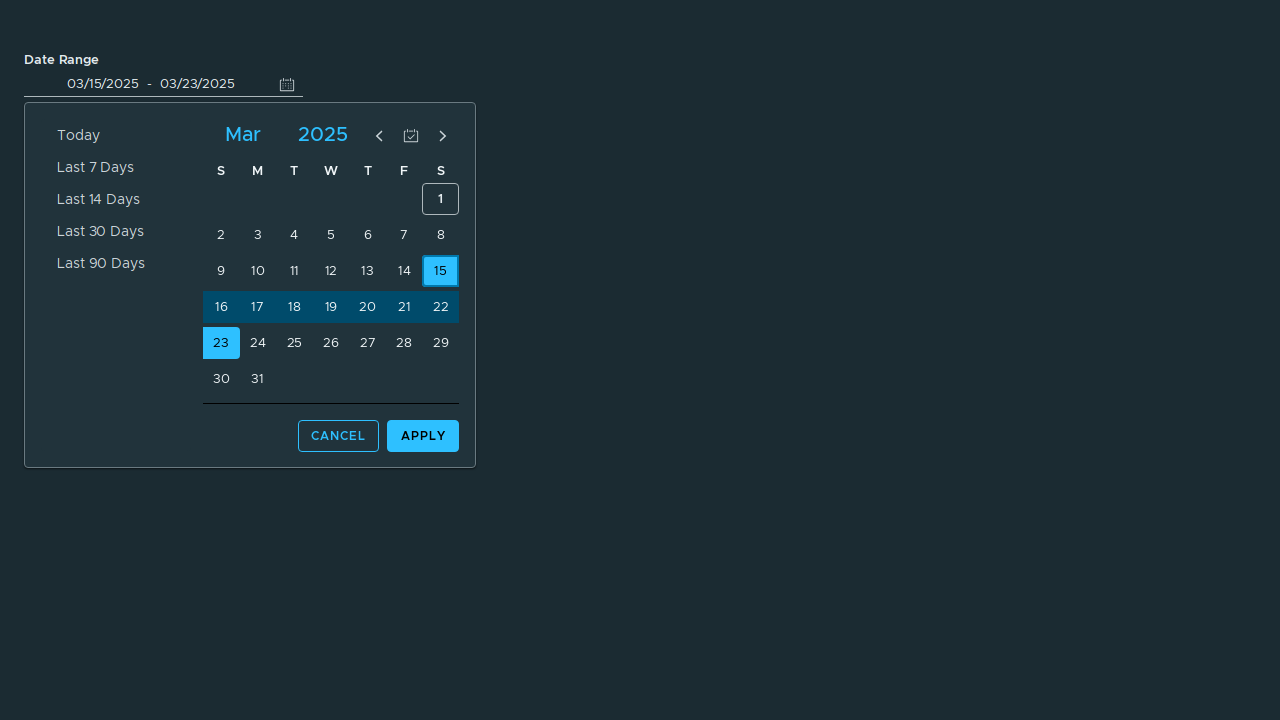 Date Range
03/15/2025 - 03/23/2025
Today
Last 7 Days
Last 14 Days
Last 30 Days
Last 90 Days
Mar 2025
S M T W T F S
1
2 3 4 5 6 7 8
9 10 11 12 13 14 15
16 17 18 19 20 21 22
23 24 25 26 27 28 29
30 31
CANCEL APPLY